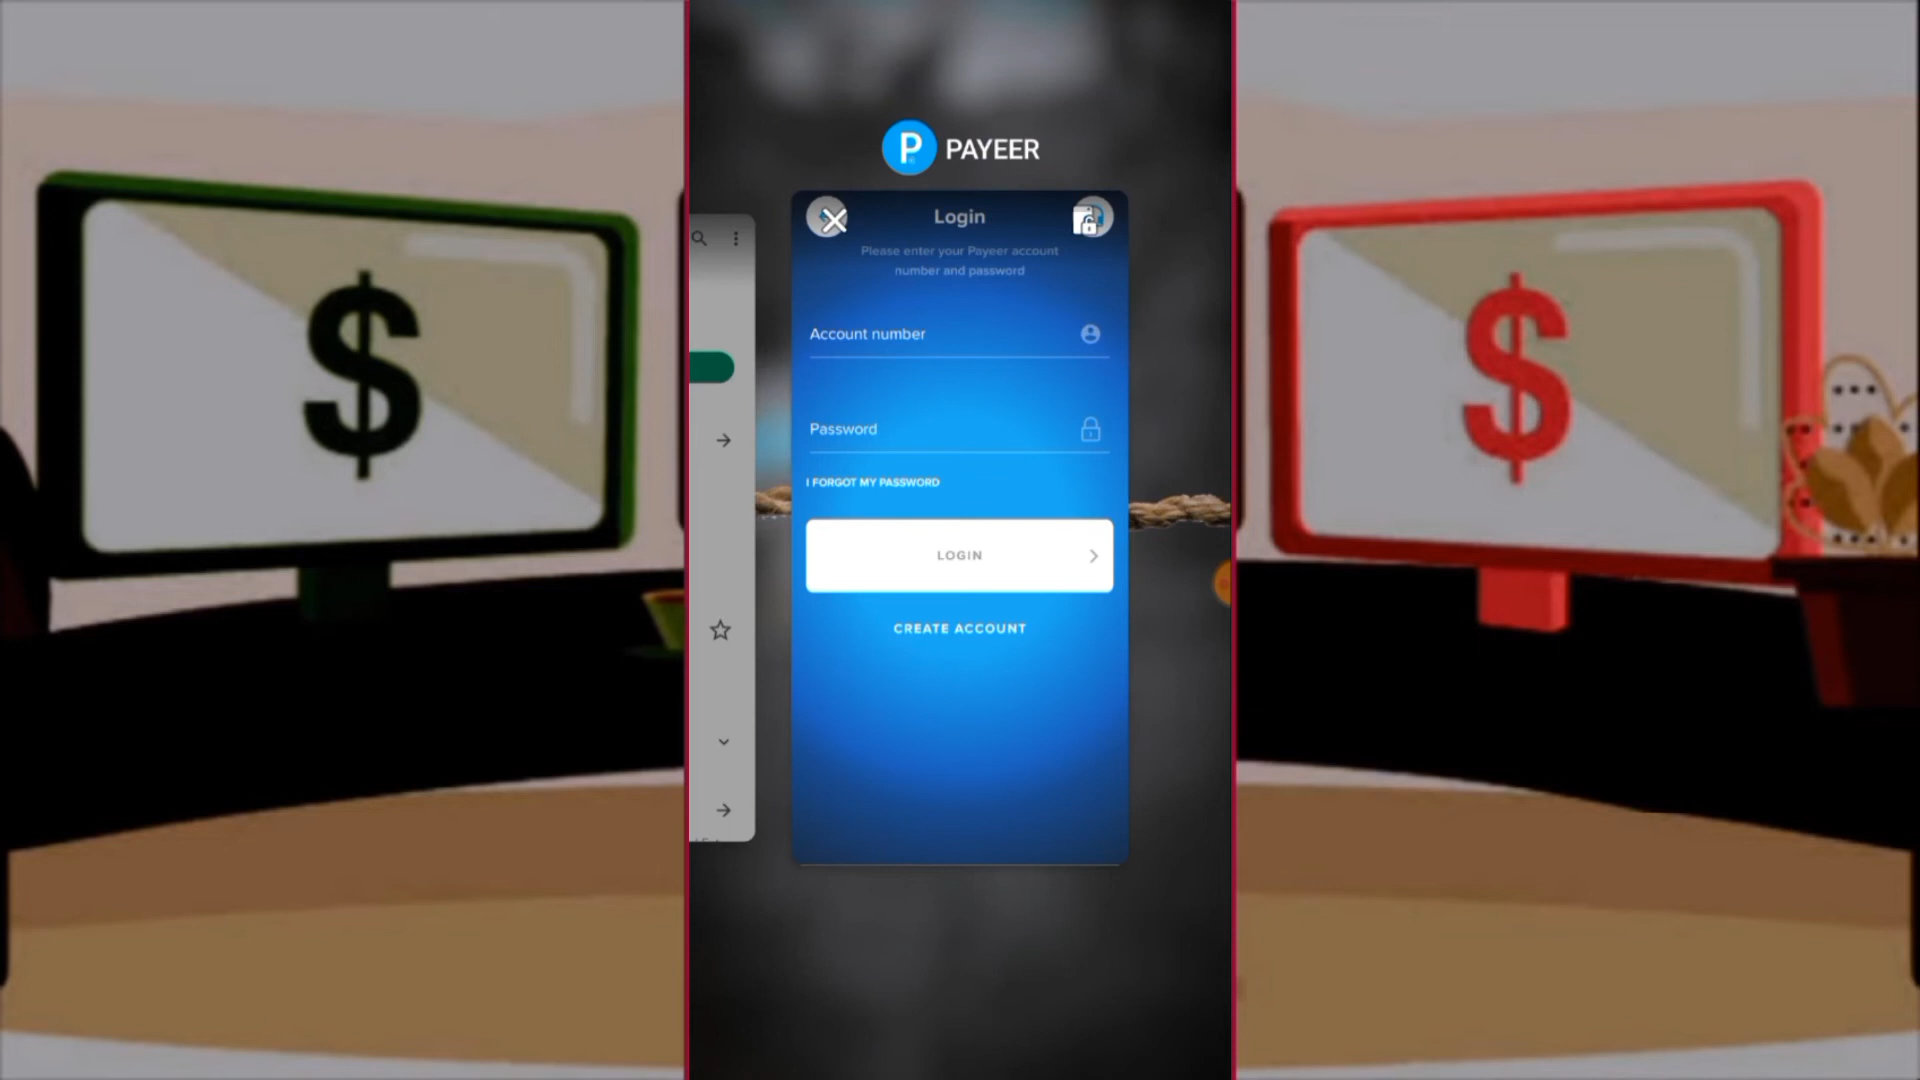 PAYEER
Login
Please enter your Payeer account
number and password
Account number
Password
I FORGOT MY PASSWORD
LOGIN
CREATE ACCOUNT
$
$